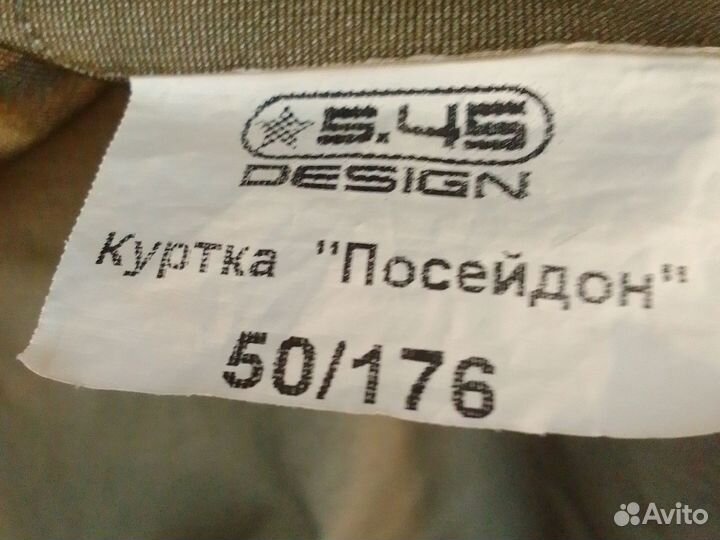 5.45
DESIGN
Куртка "Посейдон"
50/176
Avito